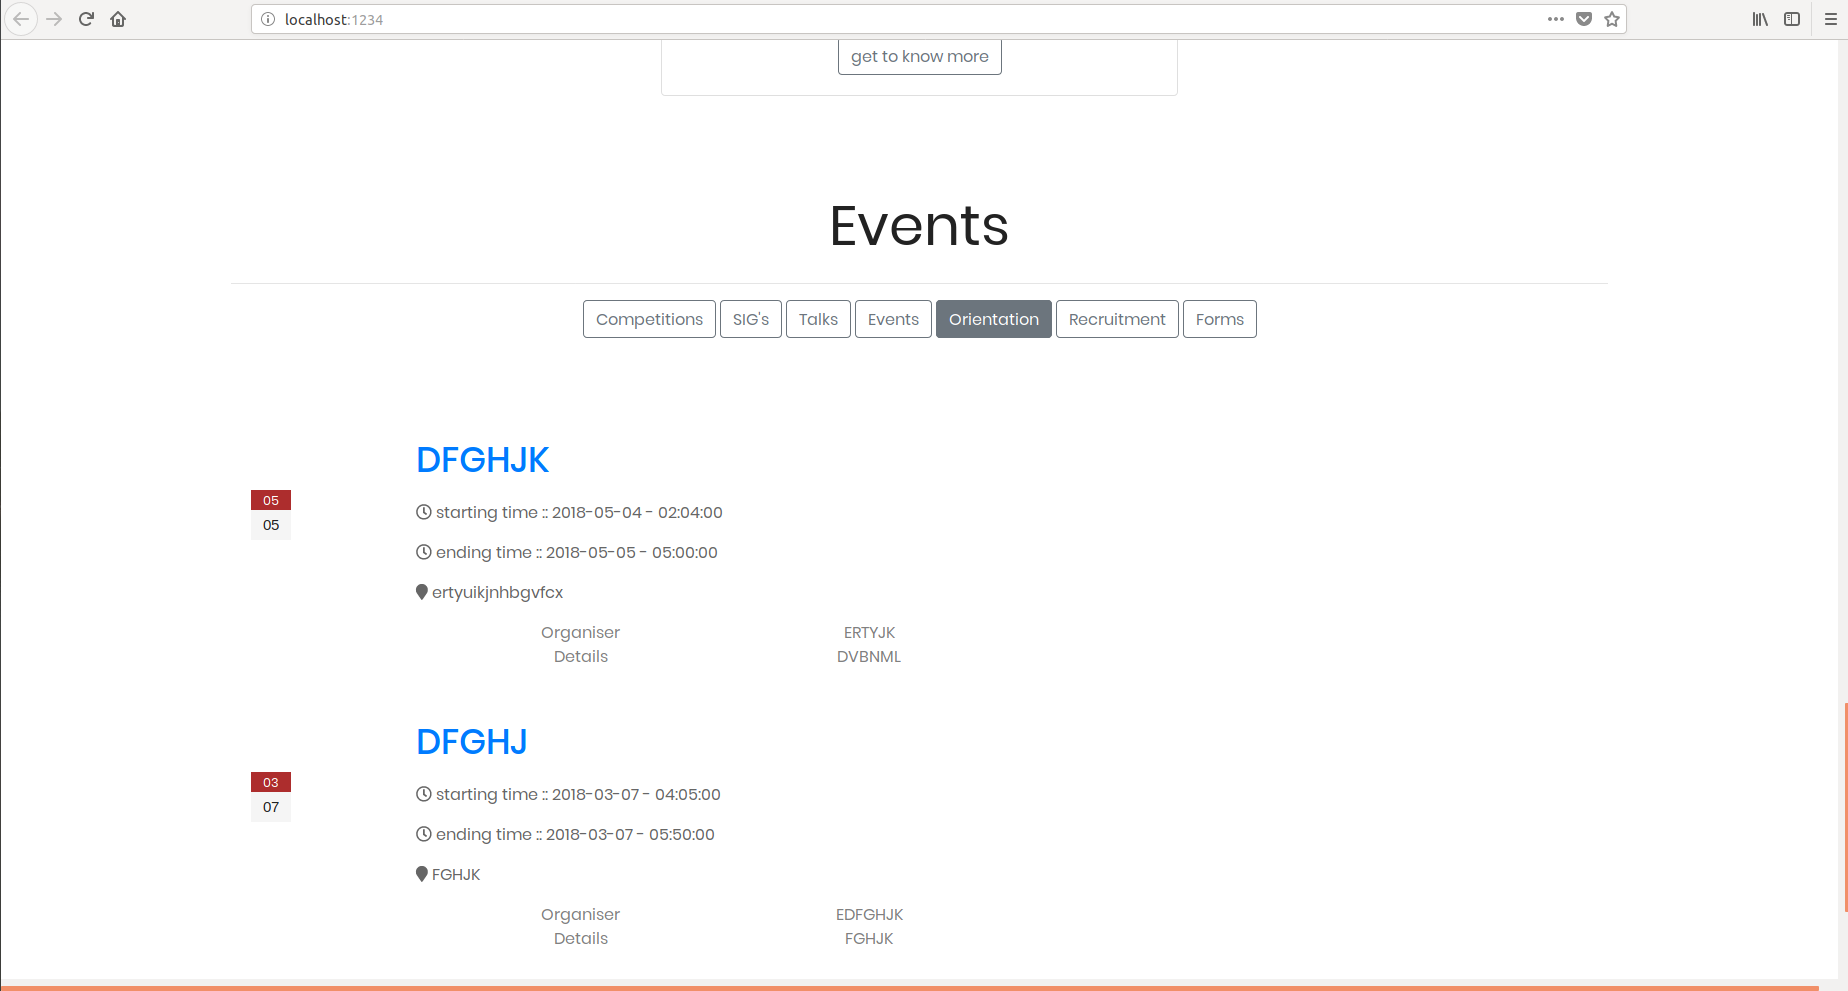 localhost:1234
get to know more
Events
Competitions SIG's Talks Events Orientation Recruitment Forms
DFGHJK
05
05
starting time :: 2018-05-04 - 02:04:00
ending time :: 2018-05-05 - 05:00:00
ertyuikjnhbgvfcx
Organiser ERTYJK
Details DVBNML
DFGHJ
03
07
starting time :: 2018-03-07 - 04:05:00
ending time :: 2018-03-07 - 05:50:00
FGHJK
Organiser EDFGHJK
Details FGHJK